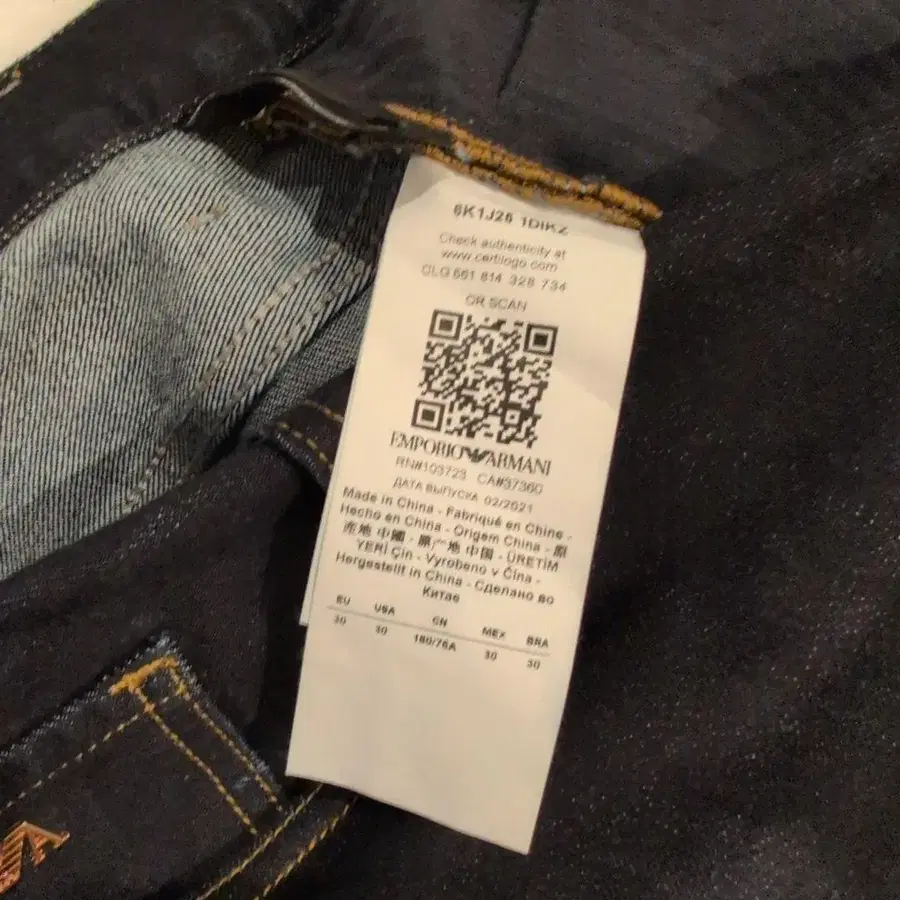 6K1J26 1DIKZ
Check authenticity at
www.certilogo.com
CLG 661 814 328 734
OR SCAN
EMPORIO ARMANI
RN#103723 CA#37360
ДАТА ВЫПУСКА 02/2021
Made in China - Fabriqué en Chine -
Hecho en China - Origem China - 原
产地 中國 - 原产地 中国 - ÜRETİM
YERİ Çin - Vyrobeno v Čína -
Hergestellt in China - Сделано во
Китае
EU USA CN MEX BRA
30 30 180/76A 30 30